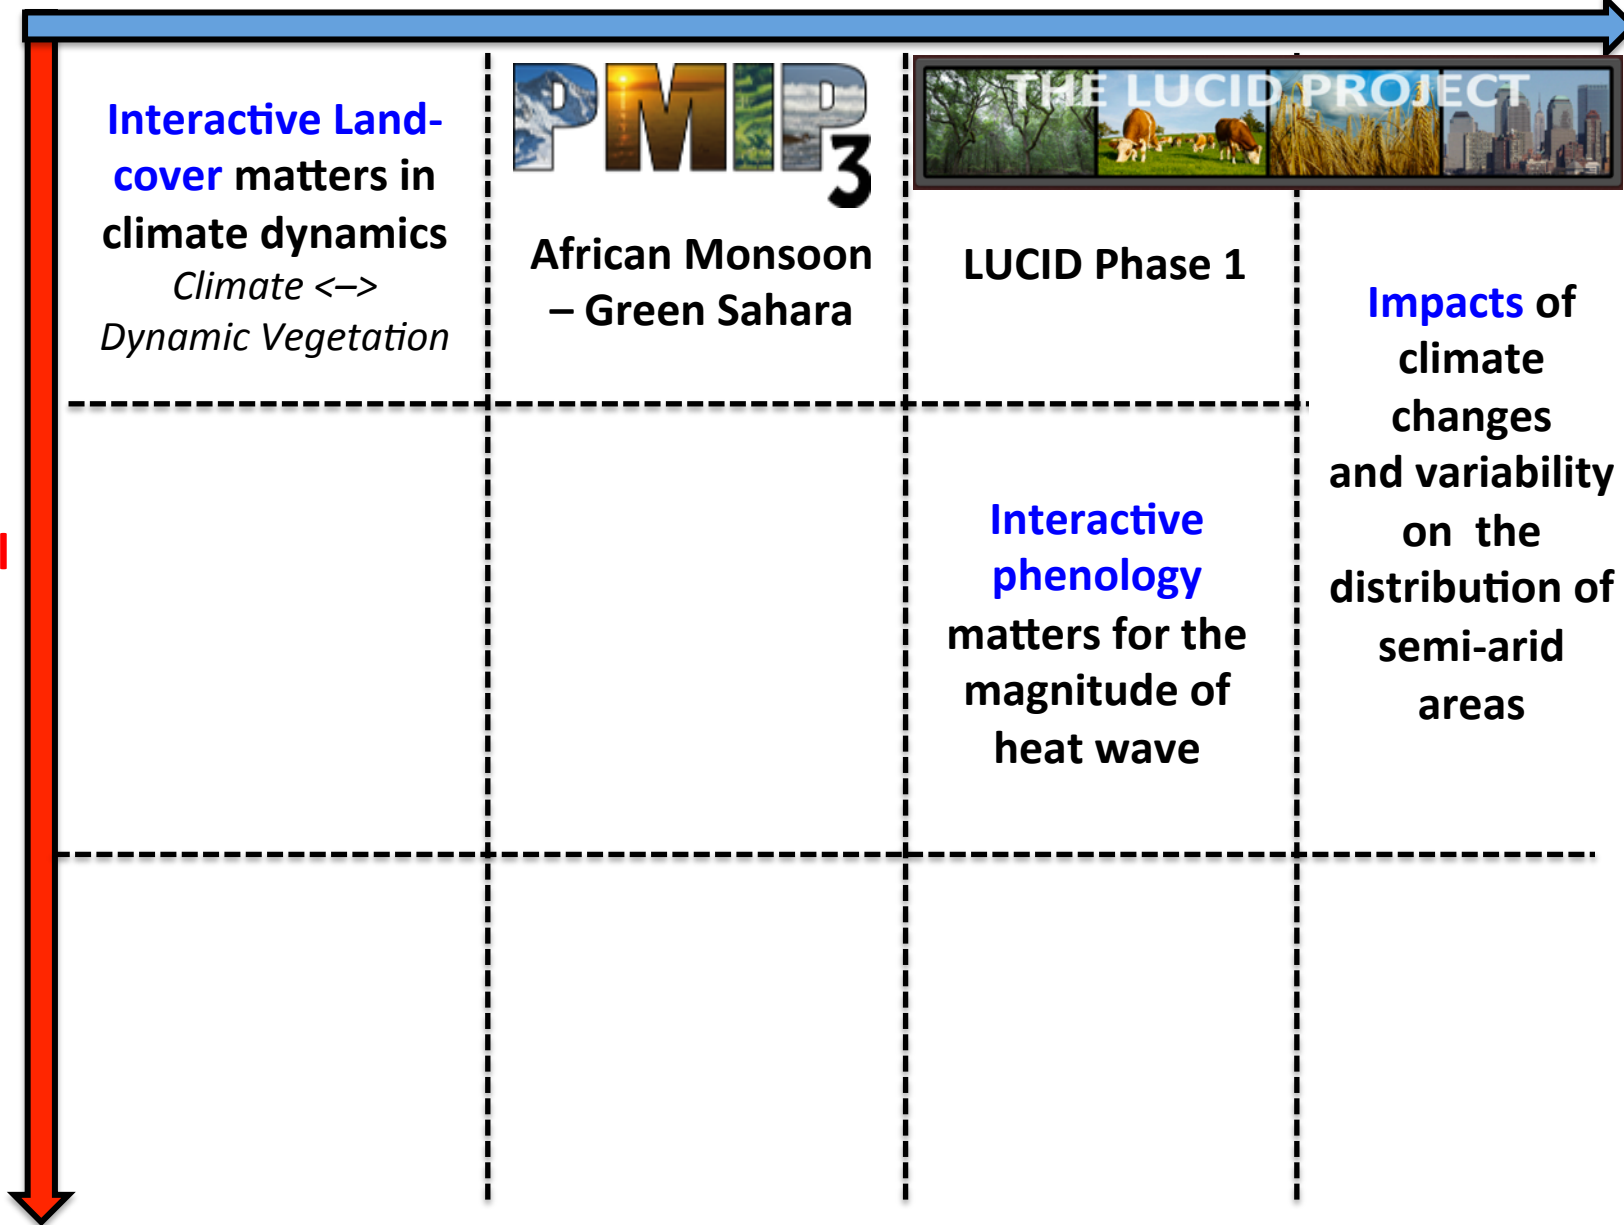 Interactive Land-
cover matters in
climate dynamics
Climate <–>
Dynamic Vegetation
PMIP
3
African Monsoon
– Green Sahara
THE LUCID PROJECT
LUCID Phase 1
Interactive
phenology
matters for the
magnitude of
heat wave
Impacts of
climate
changes
and variability
on the
distribution of
semi-arid
areas